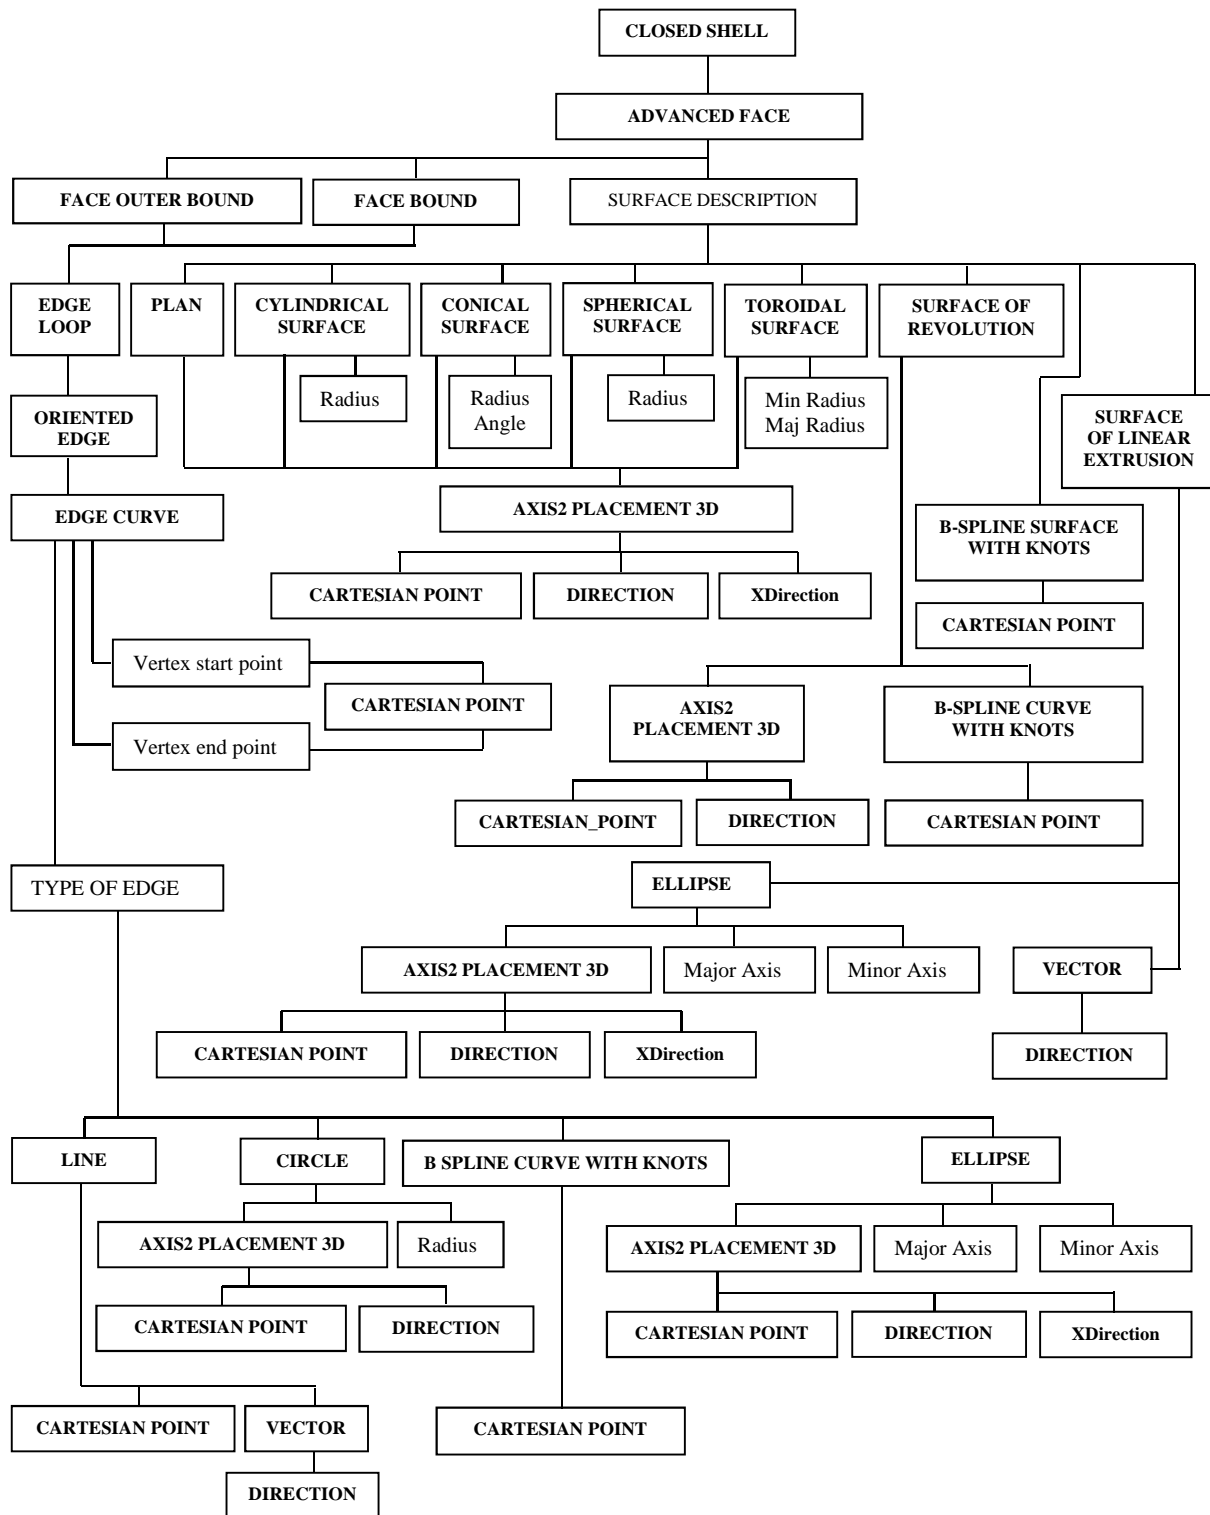 CLOSED SHELL
ADVANCED FACE
FACE OUTER BOUND
FACE BOUND
SURFACE DESCRIPTION
EDGE
LOOP
PLAN
CYLINDRICAL
SURFACE
CONICAL
SURFACE
SPHERICAL
SURFACE
TOROIDAL
SURFACE
SURFACE OF
REVOLUTION
Radius
Radius
Angle
Radius
Min Radius
Maj Radius
ORIENTED
EDGE
SURFACE
OF LINEAR
EXTRUSION
EDGE CURVE
AXIS2 PLACEMENT 3D
B-SPLINE SURFACE
WITH KNOTS
CARTESIAN POINT
DIRECTION
XDirection
CARTESIAN POINT
Vertex start point
CARTESIAN POINT
Vertex end point
AXIS2
PLACEMENT 3D
B-SPLINE CURVE
WITH KNOTS
CARTESIAN_POINT
DIRECTION
CARTESIAN POINT
TYPE OF EDGE
ELLIPSE
AXIS2 PLACEMENT 3D
Major Axis
Minor Axis
VECTOR
CARTESIAN POINT
DIRECTION
XDirection
DIRECTION
LINE
CIRCLE
B SPLINE CURVE WITH KNOTS
ELLIPSE
AXIS2 PLACEMENT 3D
Radius
AXIS2 PLACEMENT 3D
Major Axis
Minor Axis
CARTESIAN POINT
DIRECTION
CARTESIAN POINT
DIRECTION
XDirection
CARTESIAN POINT
VECTOR
CARTESIAN POINT
DIRECTION